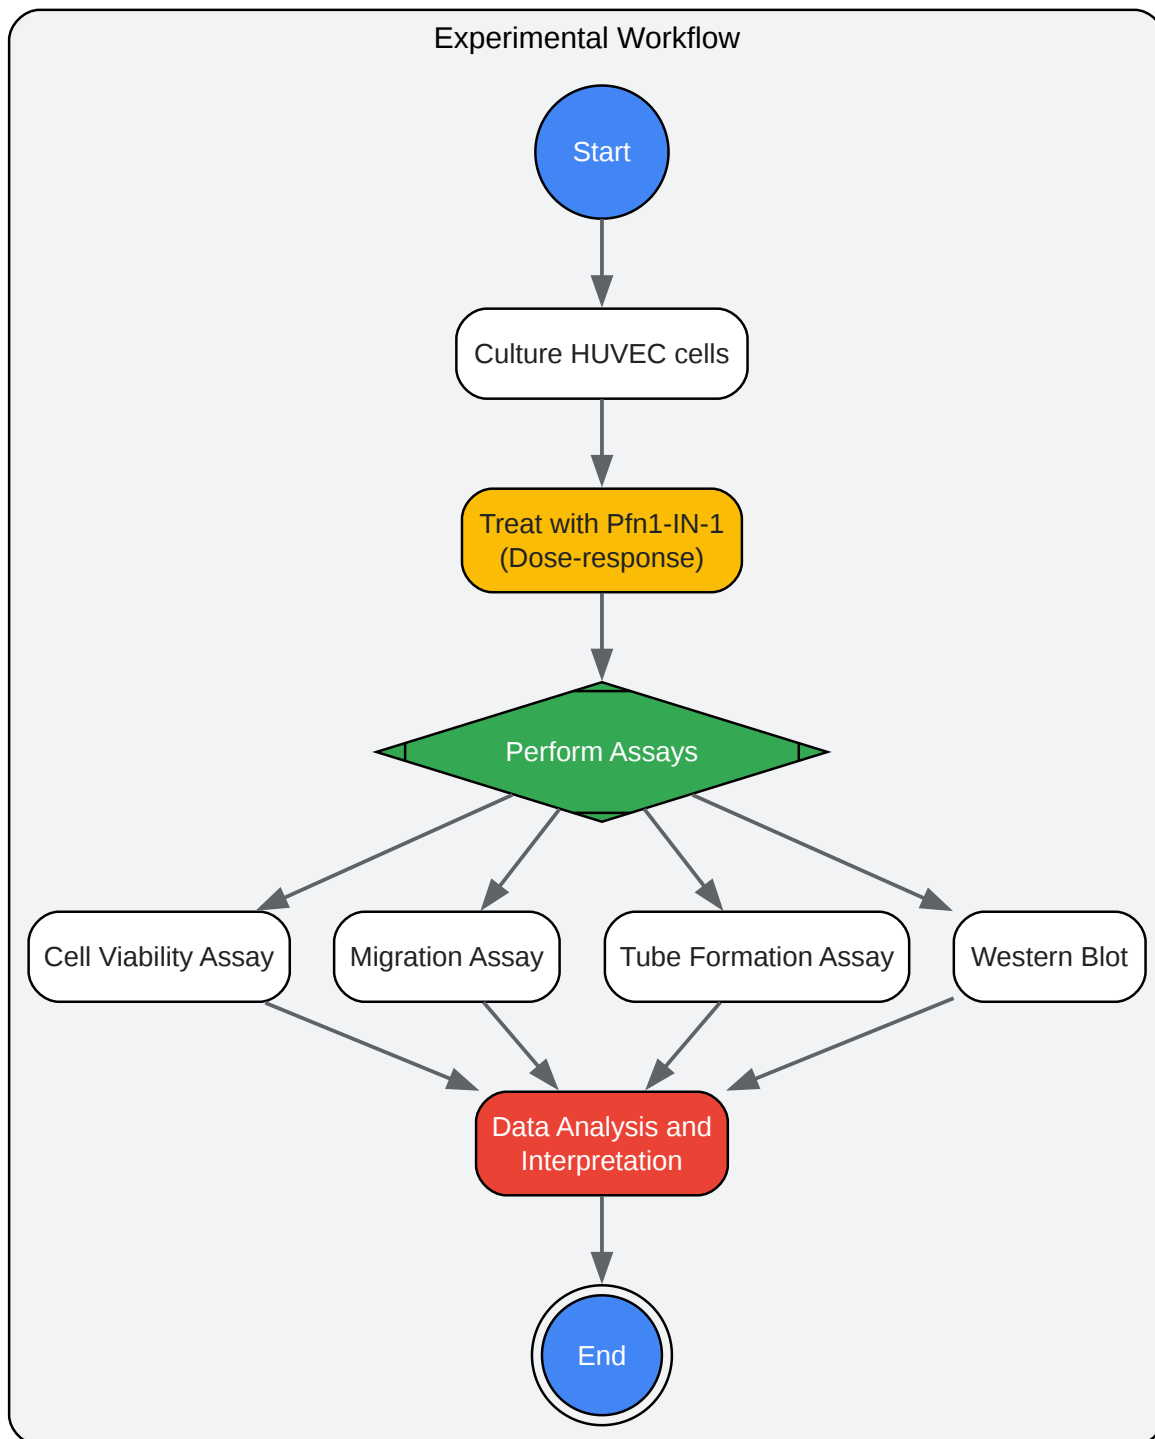 Experimental Workflow
Start
Culture HUVEC cells
Treat with Pfn1-IN-1
(Dose-response)
Perform Assays
Cell Viability Assay
Migration Assay
Tube Formation Assay
Western Blot
Data Analysis and
Interpretation
End